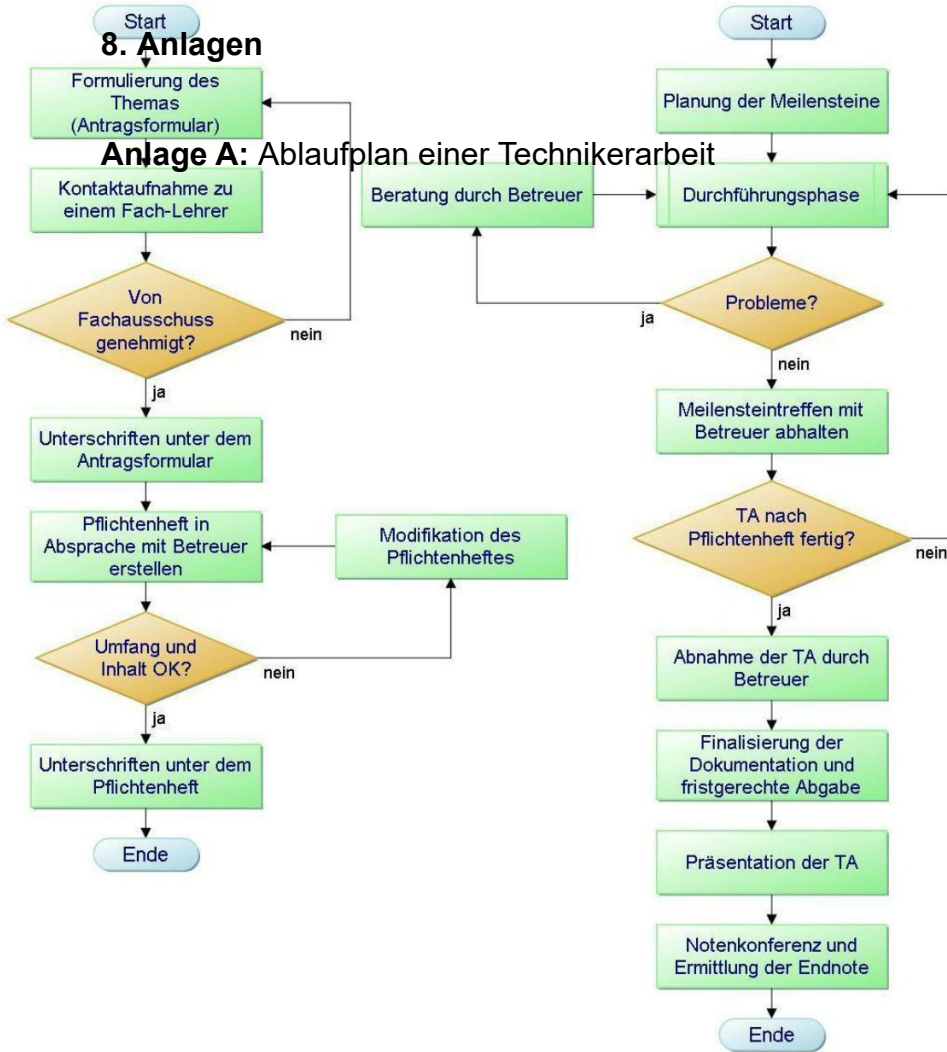 8. Anlagen
Anlage A: Ablaufplan einer Technikerarbeit
Start
Formulierung des
Themas
(Antragsformular)
Kontaktaufnahme zu
einem Fach-Lehrer
Von
Fachausschuss
genehmigt?
nein
ja
Unterschriften unter dem
Antragsformular
Pflichtenheft in
Absprache mit Betreuer
erstellen
Modifikation des
Pflichtenheftes
Umfang und
Inhalt OK?
nein
ja
Unterschriften unter dem
Pflichtenheft
Ende
Start
Planung der Meilensteine
Beratung durch Betreuer
Durchführungsphase
Probleme?
ja
nein
Meilensteintreffen mit
Betreuer abhalten
TA nach
Pflichtenheft fertig?
nein
ja
Abnahme der TA durch
Betreuer
Finalisierung der
Dokumentation und
fristgerechte Abgabe
Präsentation der TA
Notenkonferenz und
Ermittlung der Endnote
Ende